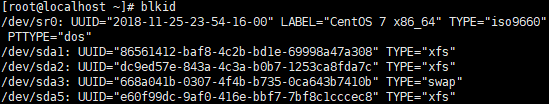 [root@localhost ~]# blkid
/dev/sr0: UUID="2018-11-25-23-54-16-00" LABEL="CentOS 7 x86_64" TYPE="iso9660"
PTTYPE="dos"
/dev/sda1: UUID="86561412-baf8-4c2b-bd1e-69998a47a308" TYPE="xfs"
/dev/sda2: UUID="dc9ed57e-843a-4c3a-b0b7-1253ca8fda7c" TYPE="xfs"
/dev/sda3: UUID="668a041b-0307-4f4b-b735-0ca643b7410b" TYPE="swap"
/dev/sda5: UUID="e60f99dc-9af0-416e-bbf7-7bf8c1cccec8" TYPE="xfs"